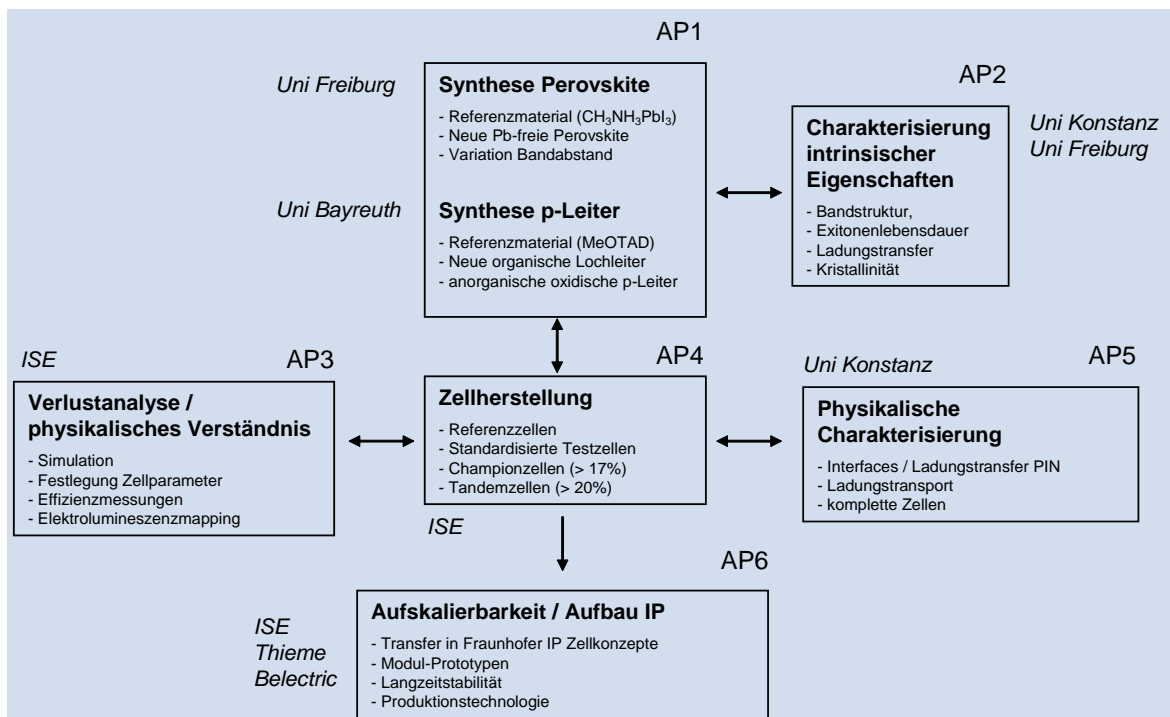 AP1
Uni Freiburg
Synthese Perovskite
- Referenzmaterial (CH₃NH₃PbI₃)
- Neue Pb-freie Perovskite
- Variation Bandabstand
Uni Bayreuth
Synthese p-Leiter
- Referenzmaterial (MeOTAD)
- Neue organische Lochleiter
- anorganische oxidische p-Leiter
AP2
Charakterisierung
intrinsischer
Eigenschaften
- Bandstruktur,
- Exitonenlebensdauer
- Ladungstransfer
- Kristallinität
Uni Konstanz
Uni Freiburg
ISE
AP3
Verlustanalyse /
physikalisches Verständnis
- Simulation
- Festlegung Zellparameter
- Effizienzmessungen
- Elektrolumineszenzmapping
AP4
Zellherstellung
- Referenzzellen
- Standardisierte Testzellen
- Championzellen (> 17%)
- Tandemzellen (> 20%)
ISE
Uni Konstanz
AP5
Physikalische
Charakterisierung
- Interfaces / Ladungstransfer PIN
- Ladungstransport
- komplette Zellen
AP6
Aufskalierbarkeit / Aufbau IP
- Transfer in Fraunhofer IP Zellkonzepte
- Modul-Prototypen
- Langzeitstabilität
- Produktionstechnologie
ISE
Thieme
Belectric